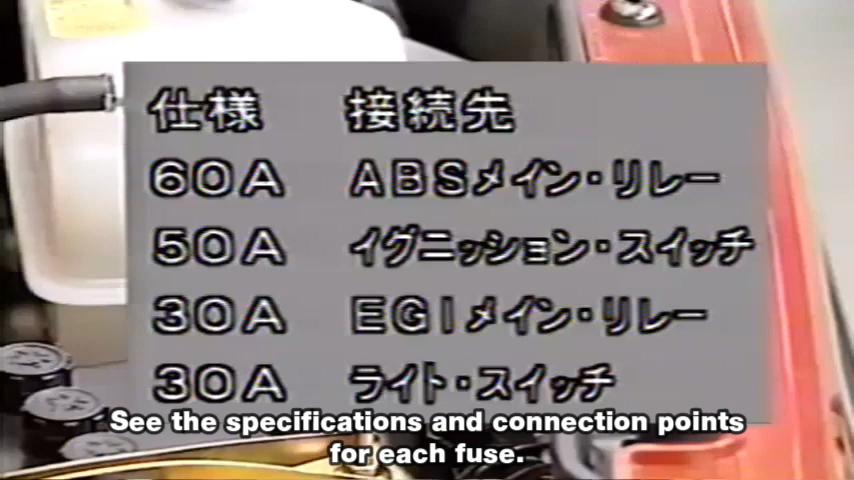 仕様 接続先
60A ABSメイン・リレー
50A イグニッション・スイッチ
30A EGIメイン・リレー
30A ライト・スイッチ
See the specifications and connection points
for each fuse.